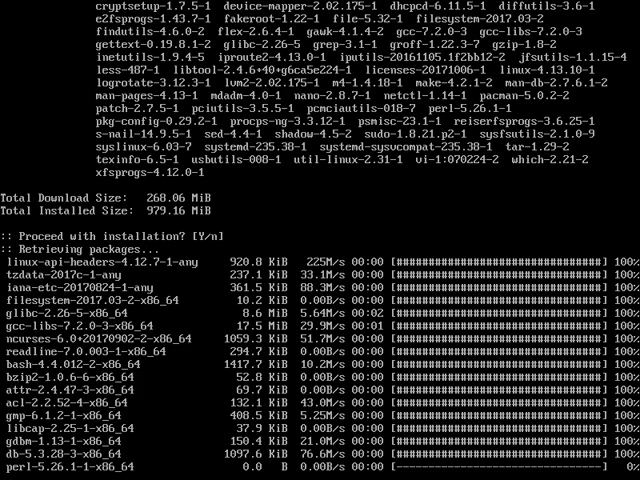 cryptsetup-1.7.5-1  device-mapper-2.02.175-1  dhcpcd-6.11.5-1  diffutils-3.6-1
e2fsprogs-1.43.7-1  fakeroot-1.22-1  file-5.32-1  filesystem-2017.03-2
findutils-4.6.0-2  flex-2.6.4-1  gawk-4.1.4-2  gcc-7.2.0-3  gcc-libs-7.2.0-3
gettext-0.19.8.1-2  glibc-2.26-5  grep-3.1-1  groff-1.22.3-7  gzip-1.8-2
inetutils-1.9.4-5  iproute2-4.13.0-1  iputils-20161105.1f2bb12-2  jfsutils-1.1.15-4
less-487-1  libtool-2.4.6+40+g6ca5e224-1  licenses-20171006-1  linux-4.13.10-1
logrotate-3.12.3-1  lvm2-2.02.175-1  m4-1.4.18-1  make-4.2.1-2  man-db-2.7.6.1-2
man-pages-4.13-1  mdadm-4.0-1  nano-2.8.7-1  netctl-1.14-1  pacman-5.0.2-2
patch-2.7.5-1  pciutils-3.5.5-1  pcmciautils-018-7  perl-5.26.1-1
pkg-config-0.29.2-1  procps-ng-3.3.12-1  psmisc-23.1-1  reiserfsprogs-3.6.25-1
s-nail-14.9.5-1  sed-4.4-1  shadow-4.5-2  sudo-1.8.21.p2-1  sysfsutils-2.1.0-9
syslinux-6.03-7  systemd-235.38-1  systemd-sysvcompat-235.38-1  tar-1.29-2
texinfo-6.5-1  usbutils-008-1  util-linux-2.31-1  vi-1:070224-2  which-2.21-2
xfsprogs-4.12.0-1
Total Download Size:   268.06 MiB
Total Installed Size:  979.16 MiB
:: Proceed with installation? [Y/n]
:: Retrieving packages...
linux-api-headers-4.12.7-1-any  920.8 KiB  225M/s 00:00 [##################################] 100%
tzdata-2017c-1-any  237.1 KiB  33.1M/s 00:00 [##################################] 100%
iana-etc-20170824-1-any  361.5 KiB  88.3M/s 00:00 [##################################] 100%
filesystem-2017.03-2-x86_64  10.2 KiB  0.00B/s 00:00 [##################################] 100%
glibc-2.26-5-x86_64  8.6 MiB  5.64M/s 00:02 [##################################] 100%
gcc-libs-7.2.0-3-x86_64  17.5 MiB  29.9M/s 00:01 [##################################] 100%
ncurses-6.0+20170902-2-x86_64  1059.3 KiB  51.7M/s 00:00 [##################################] 100%
readline-7.0.003-1-x86_64  294.7 KiB  0.00B/s 00:00 [##################################] 100%
bash-4.4.012-2-x86_64  1417.7 KiB  10.2M/s 00:00 [##################################] 100%
bzip2-1.0.6-6-x86_64  52.8 KiB  0.00B/s 00:00 [##################################] 100%
attr-2.4.47-3-x86_64  69.7 KiB  0.00B/s 00:00 [##################################] 100%
acl-2.2.52-4-x86_64  132.1 KiB  43.0M/s 00:00 [##################################] 100%
gmp-6.1.2-1-x86_64  408.5 KiB  5.25M/s 00:00 [##################################] 100%
libcap-2.25-1-x86_64  37.9 KiB  0.00B/s 00:00 [##################################] 100%
gdbm-1.13-1-x86_64  150.4 KiB  21.0M/s 00:00 [##################################] 100%
db-5.3.28-3-x86_64  1097.6 KiB  76.6M/s 00:00 [##################################] 100%
perl-5.26.1-1-x86_64  0.0 B  0.00B/s 00:00 [----------------------------------] 0%